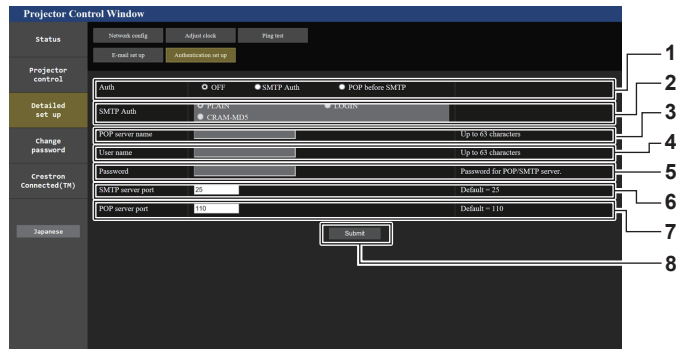 Projector Control Window
Status
Projector
control
Detailed
set up
Change
password
Crestron
Connected(TM)
Japanese
Network config Adjust clock Ping test
E-mail set up Authentication set up
Auth OFF SMTP Auth POP before SMTP
SMTP Auth PLAIN LOGIN
CRAM-MD5
POP server name Up to 63 characters
User name Up to 63 characters
Password Password for POP/SMTP server.
SMTP server port 25 Default = 25
POP server port 110 Default = 110
Submit
1
2
3
4
5
6
7
8